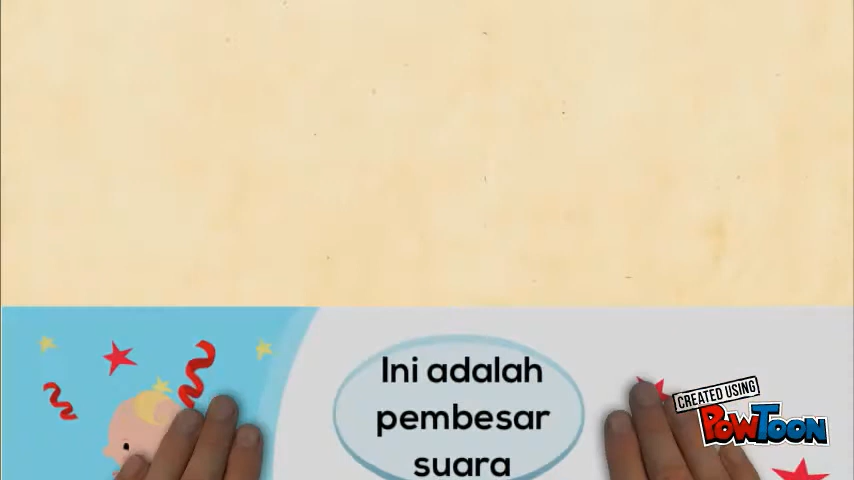 Ini adalah
pembesar
suara
CREATED USING
POWTOON